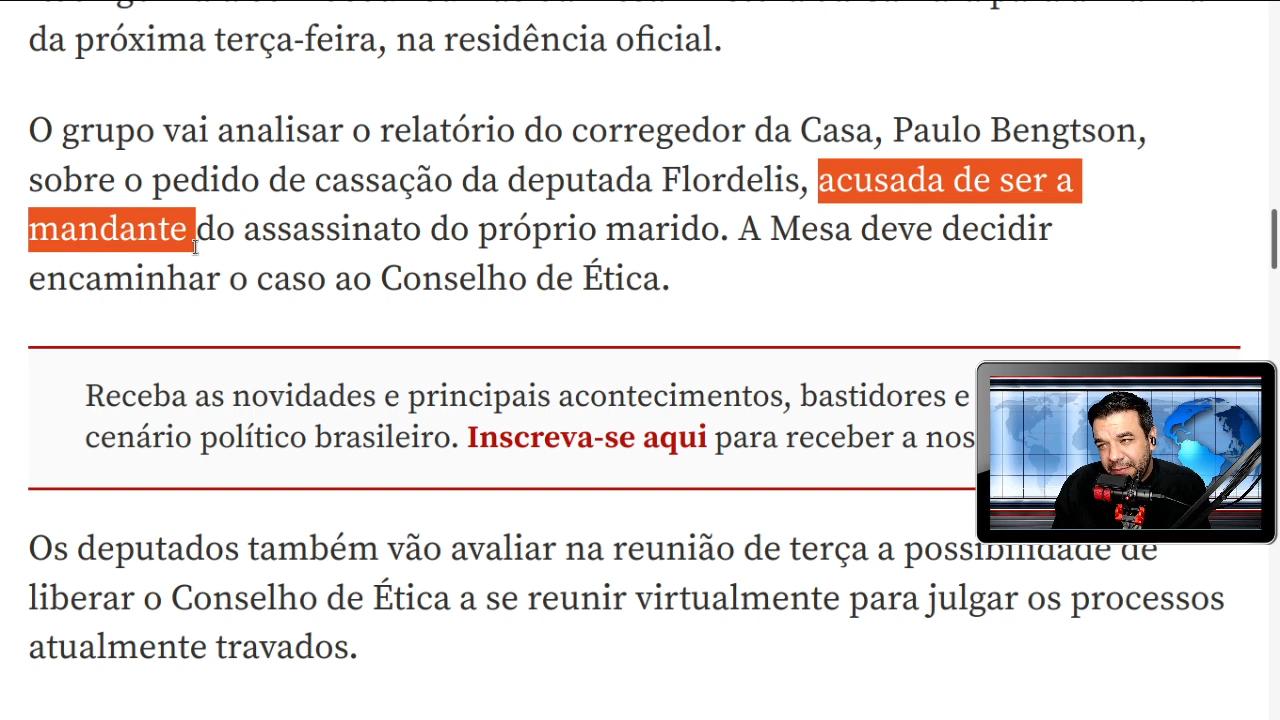 da próxima terça-feira, na residência oficial.
O grupo vai analisar o relatório do corregedor da Casa, Paulo Bengtson,
sobre o pedido de cassação da deputada Flordelis, acusada de ser a
mandante do assassinato do próprio marido. A Mesa deve decidir
encaminhar o caso ao Conselho de Ética.
Receba as novidades e principais acontecimentos, bastidores e
cenário político brasileiro. Inscreva-se aqui para receber a nos
Os deputados também vão avaliar na reunião de terça a possibilidade de
liberar o Conselho de Ética a se reunir virtualmente para julgar os processos
atualmente travados.